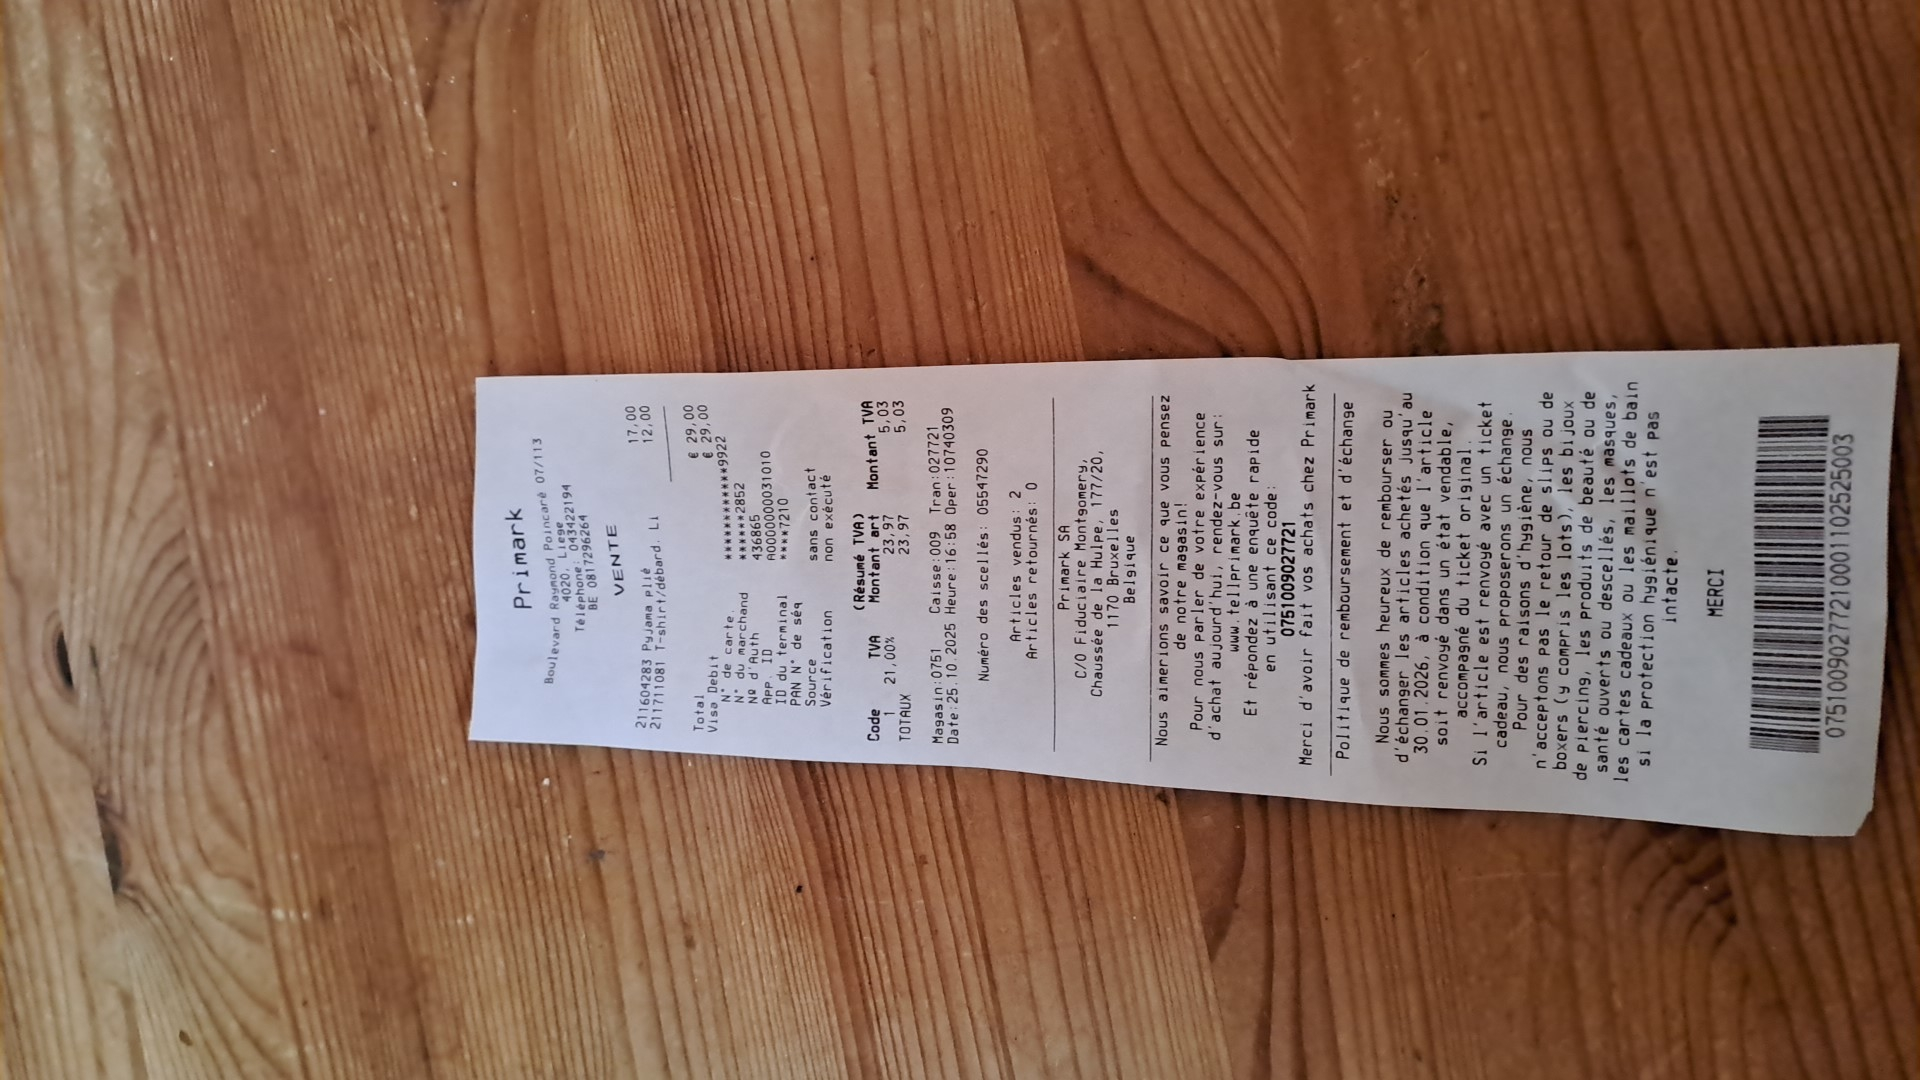 Primark
Boulevard Raymond Poincaré 07/113
4020, Liege
Téléphone: 043422194
BE 0817296264
VENTE
211604283 Pyjama plié 17,00
211711081 T-shirt/débard. Li 12,00
Total € 29,00
Visa Debit € 29,00
N° de carte. ************9922
N° du marchand ******2852
Nº d'Auth 436865
App. ID A0000000031010
ID du terminal ****7210
PAN N° de séq
Source sans contact
Vérification non exécuté
(Résumé TVA)
Code TVA Montant art Montant TVA
1 21,00% 23,97 5,03
TOTAUX 23,97 5,03
Magasin:0751 Caisse:009 Tran:027721
Date:25.10.2025 Heure:16:58 Oper:10740309
Numéro des scellés: 05547290
Articles vendus: 2
Articles retournés: 0
Primark SA
C/O Fiduciaire Montgomery,
Chaussée de la Hulpe, 177/20,
1170 Bruxelles
Belgique
Nous aimerions savoir ce que vous pensez
de notre magasin!
Pour nous parler de votre expérience
d'achat aujourd'hui, rendez-vous sur:
www.tellprimark.be
Et répondez à une enquête rapide
en utilisant ce code:
0751009027721
Merci d'avoir fait vos achats chez Primark
Politique de remboursement et d'échange
Nous sommes heureux de rembourser ou
d'échanger les articles achetés jusqu'au
30.01.2026, à condition que l'article
soit renvoyé dans un état vendable,
accompagné du ticket original.
Si l'article est renvoyé avec un ticket
cadeau, nous proposerons un échange.
Pour des raisons d'hygiène, nous
n'acceptons pas le retour de slips ou de
boxers (y compris les lots), les bijoux
de piercing, les produits de beauté ou de
santé ouverts ou descellés, les masques,
les cartes cadeaux ou les maillots de bain
si la protection hygiénique n'est pas
intacte.
MERCI
07510090277210001102525003